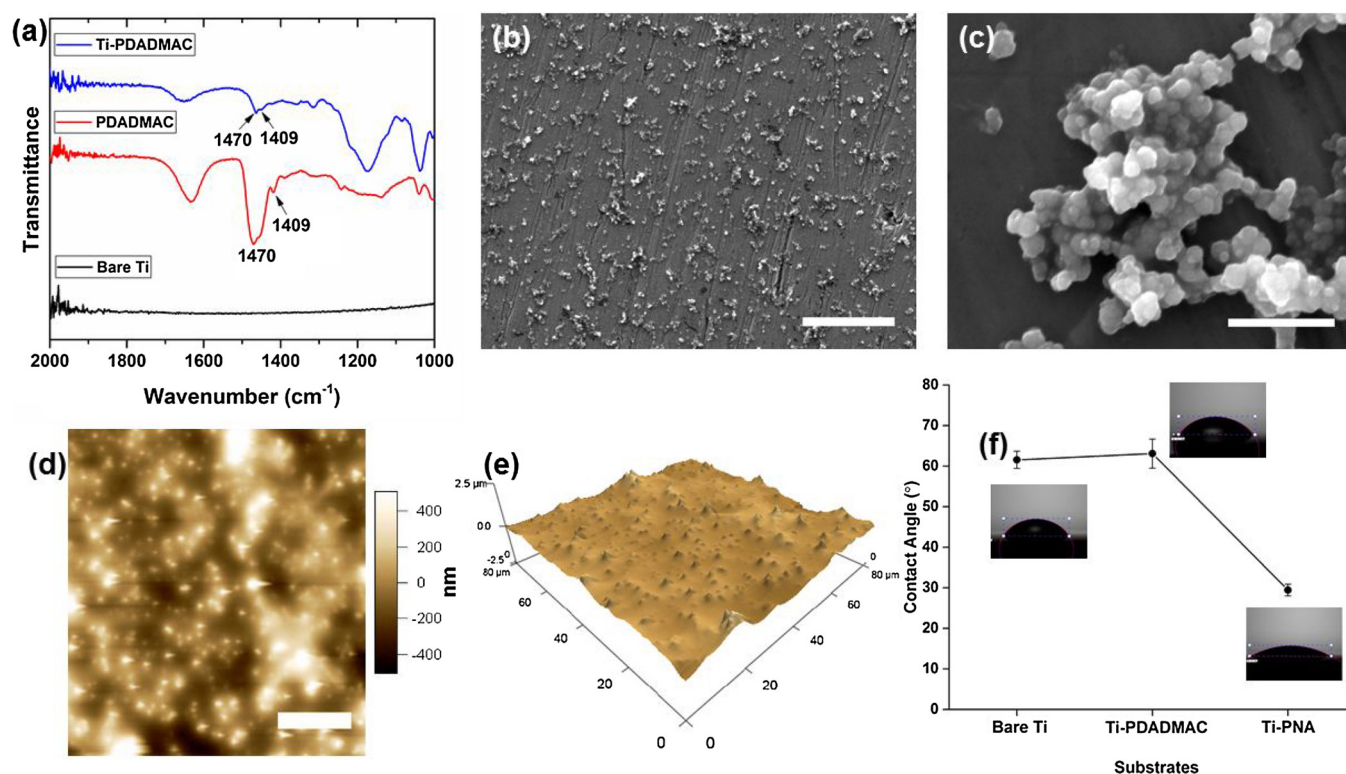 (a)
Ti-PDADMAC
1470
1409
PDADMAC
1409
1470
Bare Ti
Transmittance
2000 1800 1600 1400 1200 1000
Wavenumber (cm⁻¹)
(b)
(c)
(d)
400
200
0
-200
-400
nm
(e)
2.5 µm
0.0
-2.5
0
80 µm
60
40
20
0
0
80 µm
60
40
20
0
(f)
80
70
60
50
40
30
20
10
0
Contact Angle (°)
Bare Ti Ti-PDADMAC Ti-PNA
Substrates